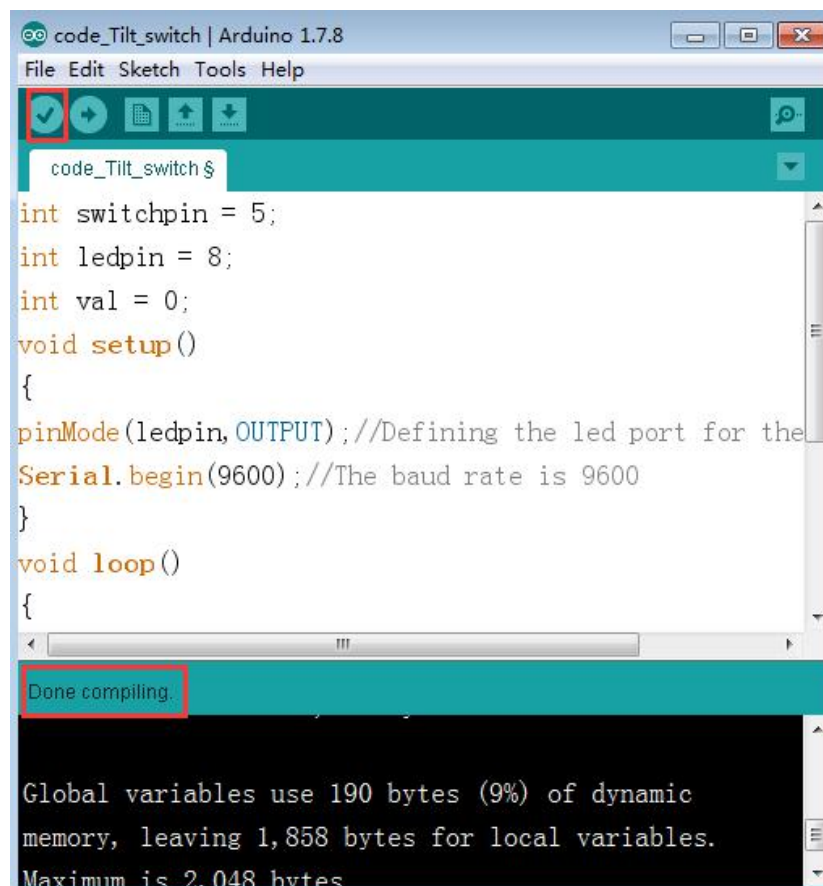 code_Tilt_switch | Arduino 1.7.8
File Edit Sketch Tools Help
code_Tilt_switch §
int switchpin = 5;
int ledpin = 8;
int val = 0;
void setup()
{
pinMode(ledpin,OUTPUT);//Defining the led port for the
Serial.begin(9600);//The baud rate is 9600
}
void loop()
{
Done compiling.
Global variables use 190 bytes (9%) of dynamic
memory, leaving 1,858 bytes for local variables.
Maximum is 2,048 bytes